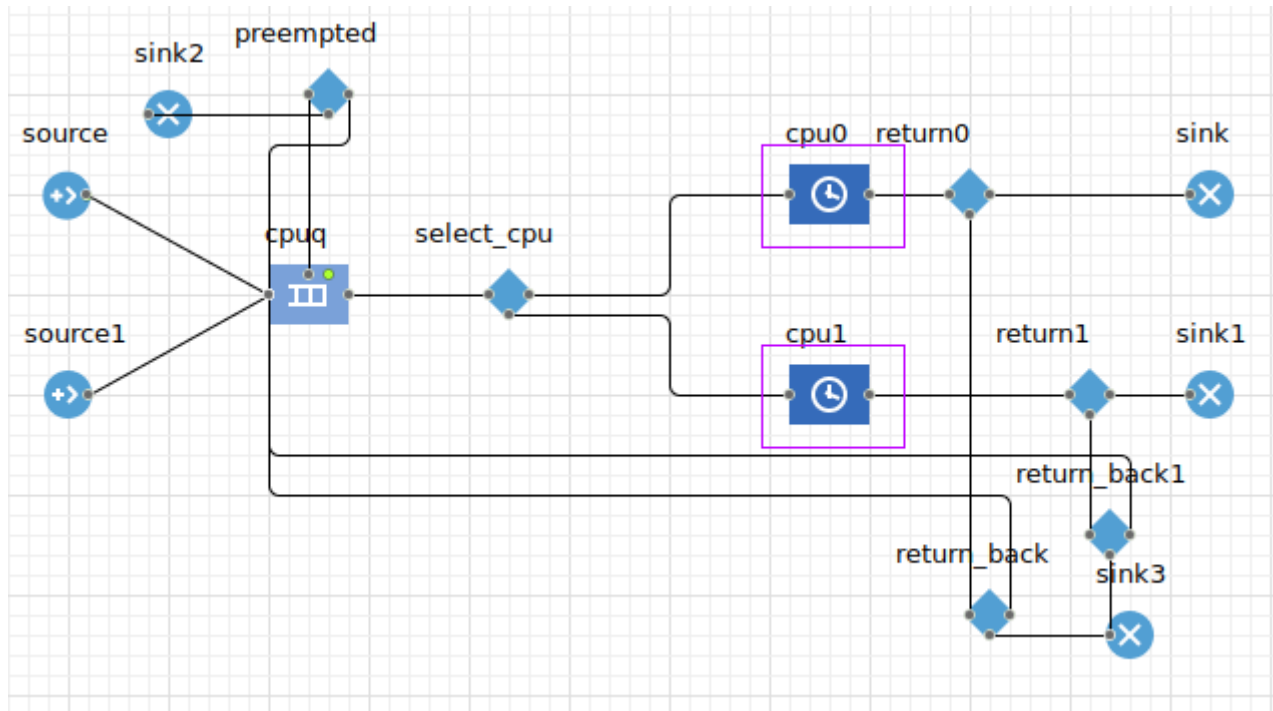 preempted
sink2
source
cpu0
return0
sink
cpuq
select_cpu
source1
cpu1
return1
sink1
return_back1
return_back
sink3